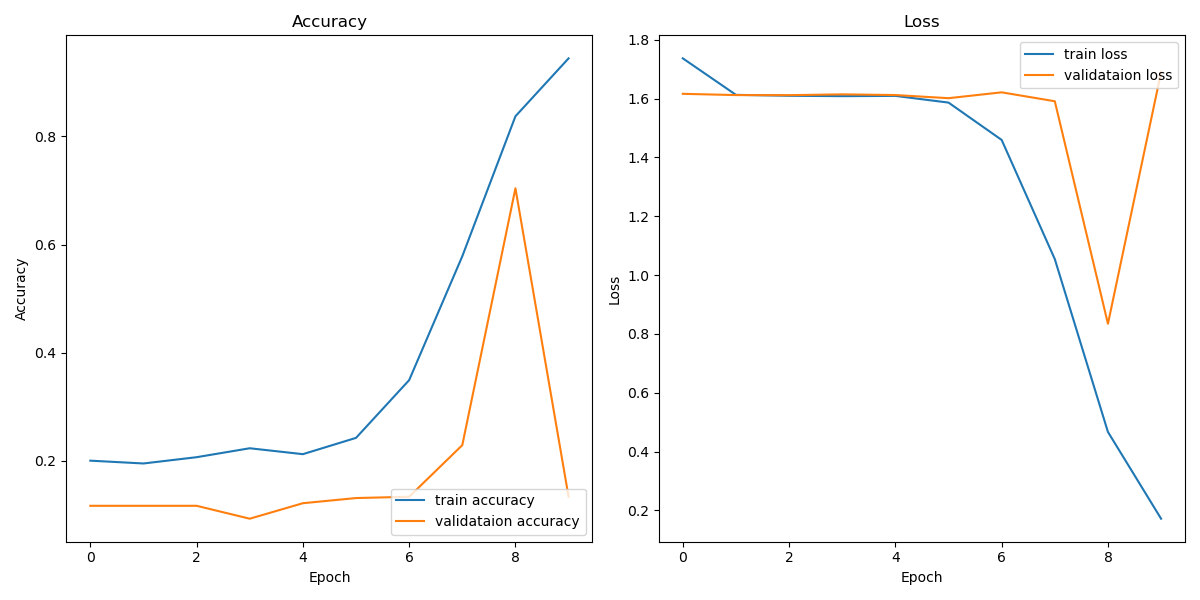 Accuracy
Accuracy
0.8
0.6
0.4
0.2
0 2 4 6 8
Epoch
train accuracy
validataion accuracy
Loss
Loss
1.8
1.6
1.4
1.2
1.0
0.8
0.6
0.4
0.2
0 2 4 6 8
Epoch
train loss
validataion loss